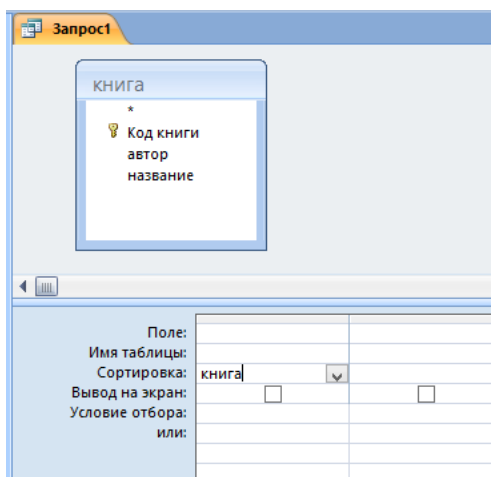 Запрос1
книга
*
Код книги
автор
название
Поле:
Имя таблицы:
Сортировка: книга
Вывод на экран:
Условие отбора:
или: